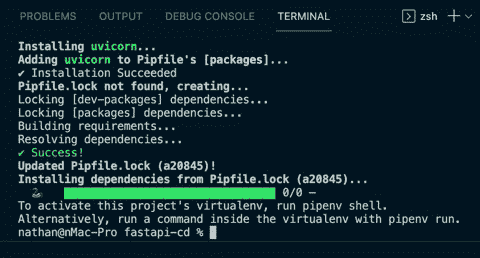 PROBLEMS OUTPUT DEBUG CONSOLE TERMINAL zsh
Installing uvicorn...
Adding uvicorn to Pipfile's [packages]...
✔ Installation Succeeded
Pipfile.lock not found, creating...
Locking [dev-packages] dependencies...
Locking [packages] dependencies...
Building requirements...
Resolving dependencies...
✔ Success!
Updated Pipfile.lock (a20845)!
Installing dependencies from Pipfile.lock (a20845)...
🐍 ▉▉▉▉▉▉▉▉▉▉▉▉▉▉▉▉▉▉▉▉▉▉▉▉▉▉▉▉▉▉▉▉ 0/0 —
To activate this project's virtualenv, run pipenv shell.
Alternatively, run a command inside the virtualenv with pipenv run.
nathan@nMac-Pro fastapi-cd %